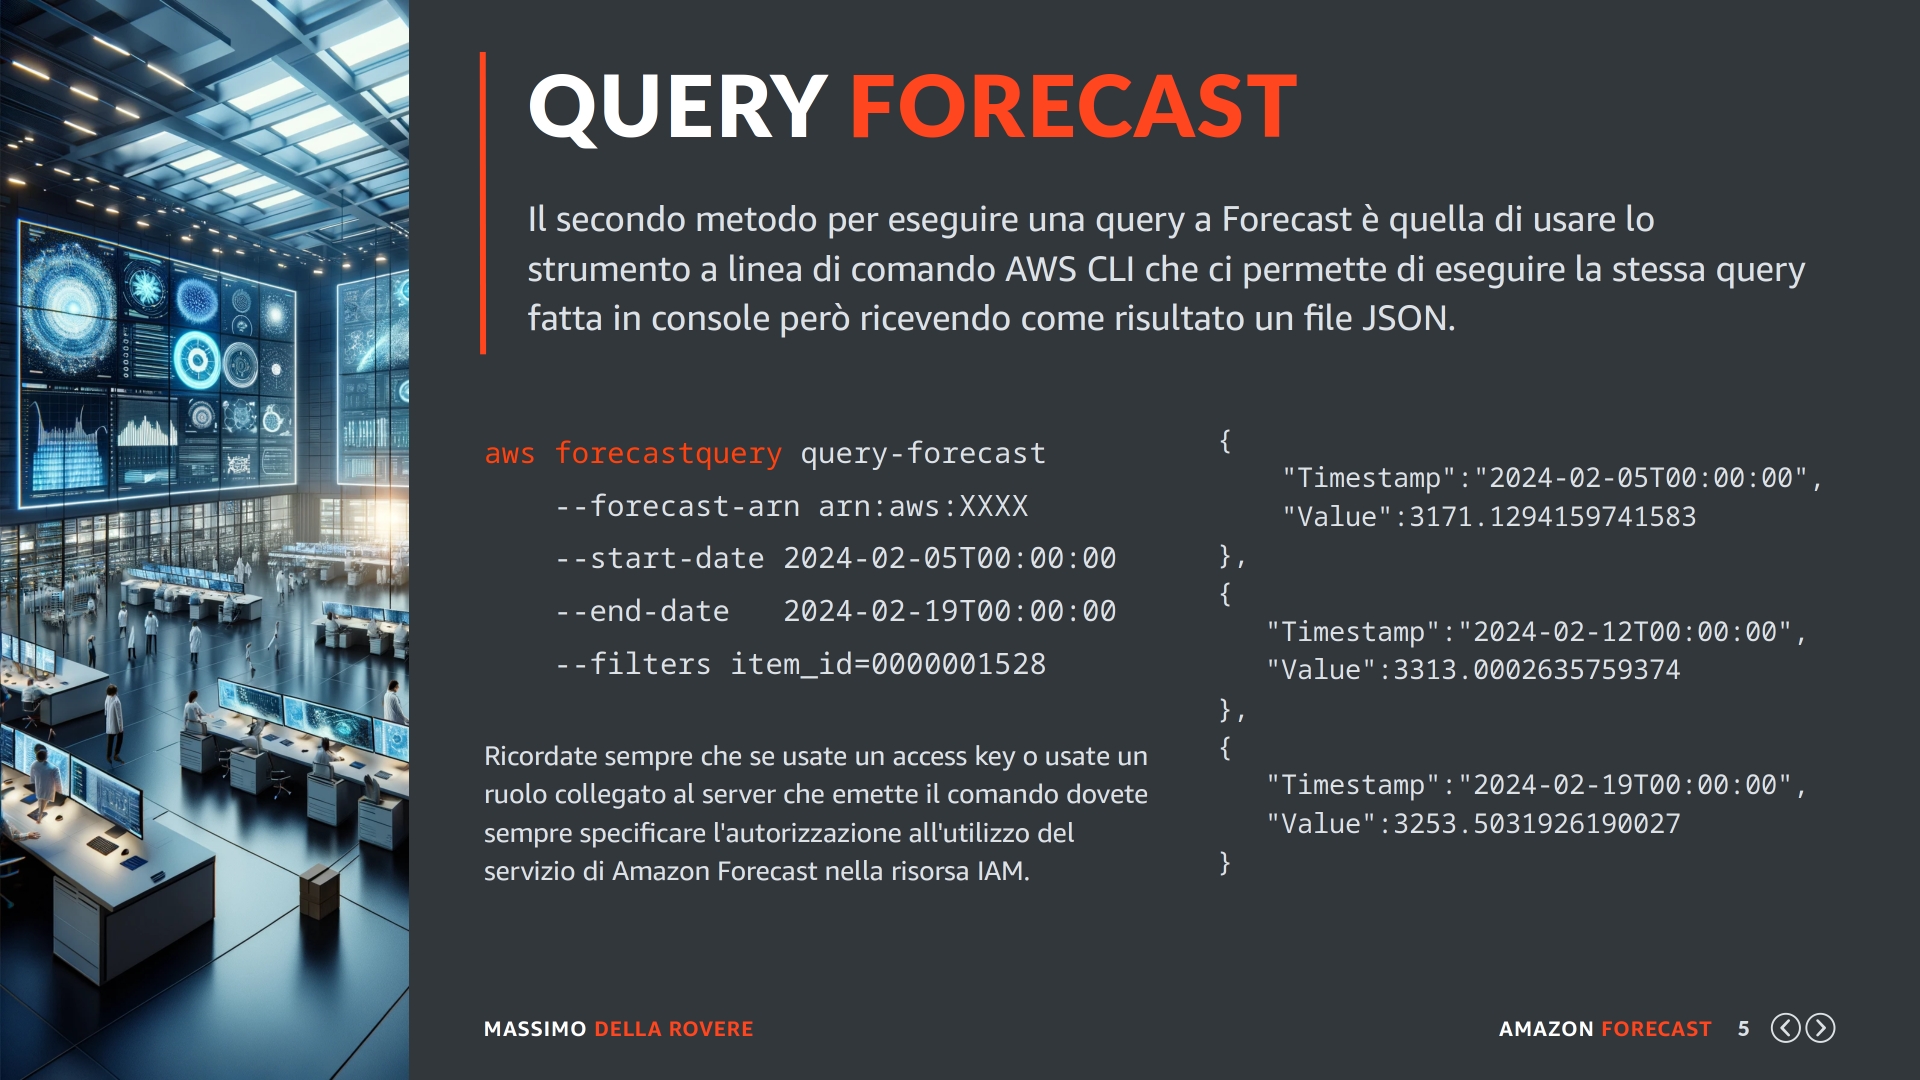 QUERY FORECAST
Il secondo metodo per eseguire una query a Forecast è quella di usare lo
strumento a linea di comando AWS CLI che ci permette di eseguire la stessa query
fatta in console però ricevendo come risultato un file JSON.
aws forecastquery query-forecast
    --forecast-arn arn:aws:XXXX
    --start-date 2024-02-05T00:00:00
    --end-date   2024-02-19T00:00:00
    --filters item_id=0000001528
Ricordate sempre che se usate un access key o usate un
ruolo collegato al server che emette il comando dovete
sempre specificare l'autorizzazione all'utilizzo del
servizio di Amazon Forecast nella risorsa IAM.
{
    "Timestamp":"2024-02-05T00:00:00",
    "Value":3171.1294159741583
},
{
   "Timestamp":"2024-02-12T00:00:00",
   "Value":3313.0002635759374
},
{
   "Timestamp":"2024-02-19T00:00:00",
   "Value":3253.5031926190027
}
MASSIMO DELLA ROVERE
AMAZON FORECAST 5